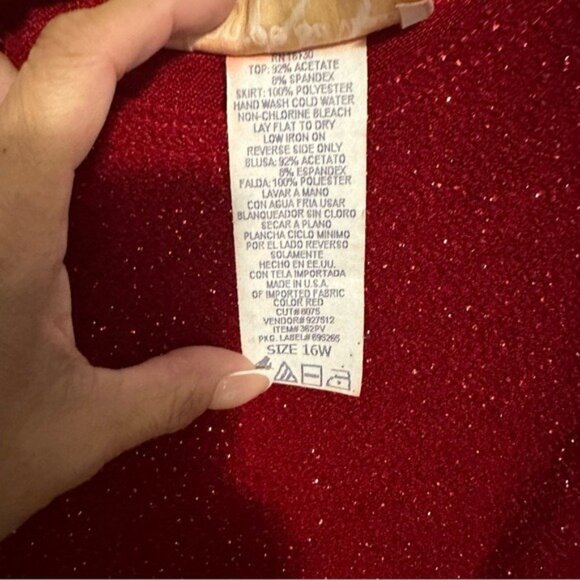 RN16730
TOP: 92% ACETATE
8% SPANDEX
SKIRT: 100% POLYESTER
HAND WASH COLD WATER
NON-CHLORINE BLEACH
LAY FLAT TO DRY
LOW IRON ON
REVERSE SIDE ONLY
BLUSA: 92% ACETATO
8% ESPANDEX
FALDA: 100% POLIESTER
LAVAR A MANO
CON AGUA FRIA USAR
BLANQUEADOR SIN CLORO
SECAR A PLANO
PLANCHA CICLO MINIMO
POR EL LADO REVERSO
SOLAMENTE
HECHO EN EE.UU.
CON TELA IMPORTADA
MADE IN U.S.A.
OF IMPORTED FABRIC
COLOR RED
CUT# 6075
VENDOR# 927512
ITEM# 362PV
PKG. LABEL# 695265
SIZE 16W